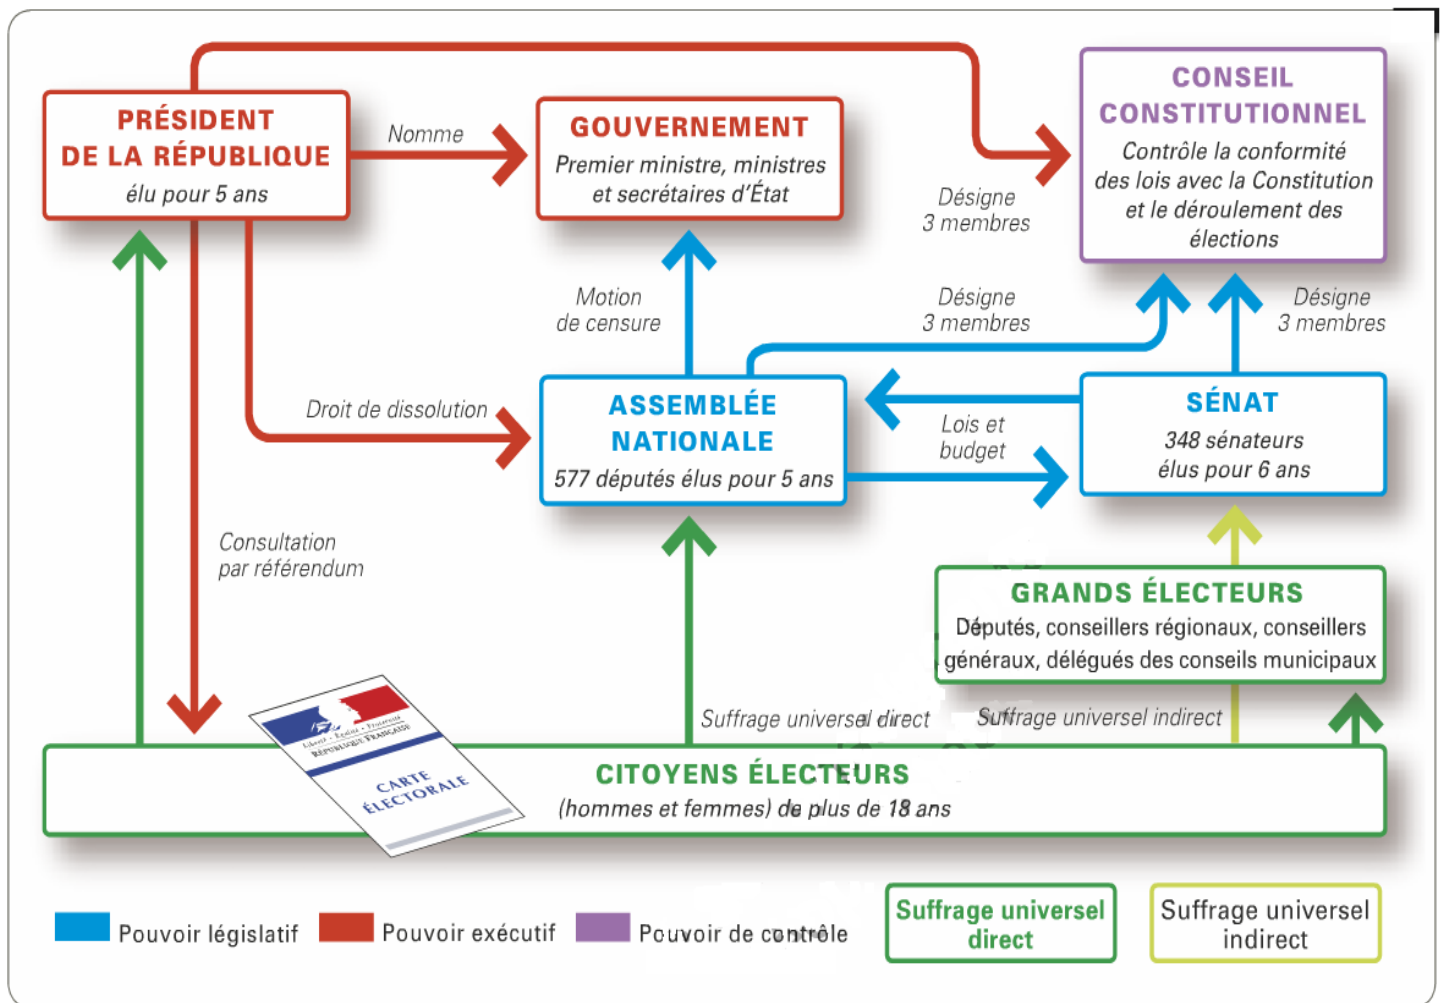 PRÉSIDENT
DE LA RÉPUBLIQUE
élu pour 5 ans
Nomme
GOUVERNEMENT
Premier ministre, ministres
et secrétaires d'État
CONSEIL
CONSTITUTIONNEL
Contrôle la conformité
des lois avec la Constitution
et le déroulement des
élections
Désigne
3 membres
Motion
de censure
Désigne
3 membres
Désigne
3 membres
Droit de dissolution
ASSEMBLÉE
NATIONALE
577 députés élus pour 5 ans
Lois et
budget
SÉNAT
348 sénateurs
élus pour 6 ans
Consultation
par référendum
GRANDS ÉLECTEURS
Députés, conseillers régionaux, conseillers
généraux, délégués des conseils municipaux
Suffrage universel direct
Suffrage universel indirect
Liberté • Égalité • Fraternité
RÉPUBLIQUE FRANÇAISE
CARTE
ÉLECTORALE
CITOYENS ÉLECTEURS
(hommes et femmes) de plus de 18 ans
Pouvoir législatif
Pouvoir exécutif
Pouvoir de contrôle
Suffrage universel
direct
Suffrage universel
indirect